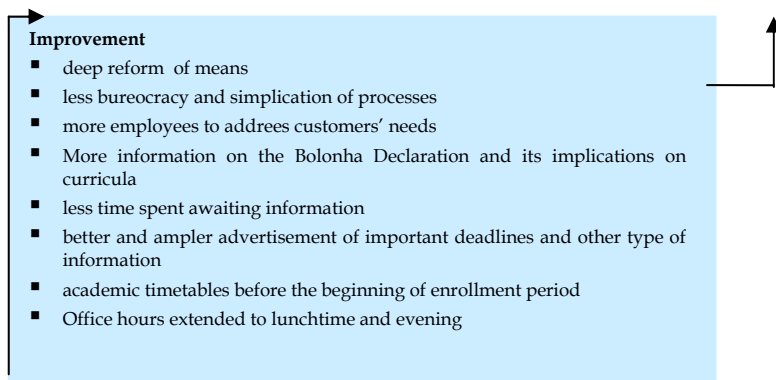 Improvement
▪ deep reform of means
▪ less bureocracy and simplication of processes
▪ more employees to addrees customers' needs
▪ More information on the Bolonha Declaration and its implications on
curricula
▪ less time spent awaiting information
▪ better and ampler advertisement of important deadlines and other type of
information
▪ academic timetables before the beginning of enrollment period
▪ Office hours extended to lunchtime and evening